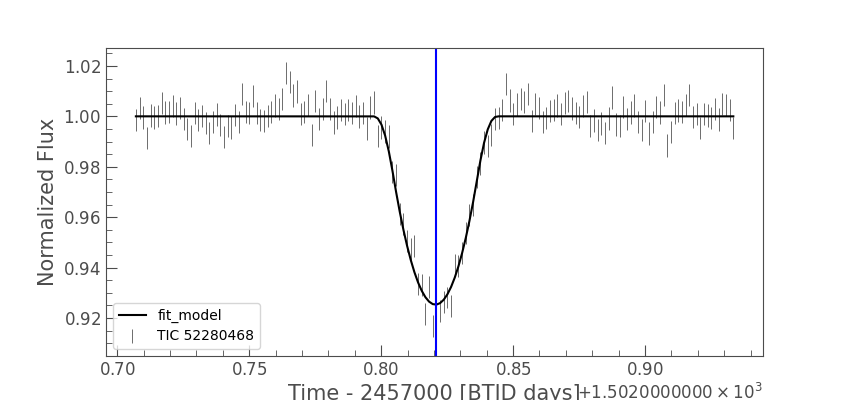 1.02
1.00
0.98
0.96
0.94
0.92
Normalized Flux
fit_model
TIC 52280468
0.70 0.75 0.80 0.85 0.90
Time - 2457000 [BTJD days]
+1.5020000000 × 10³